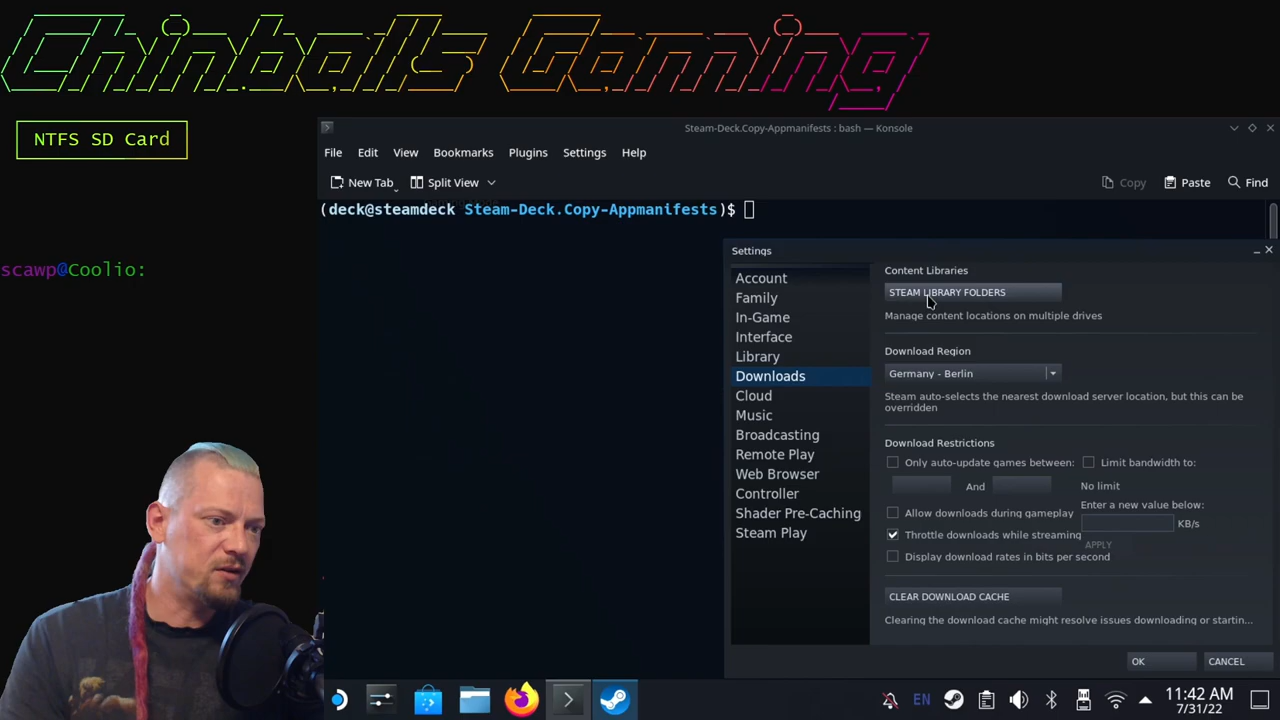 Chinballs Gaming
NTFS SD Card
Steam-Deck.Copy-Appmanifests : bash — Konsole
File Edit View Bookmarks Plugins Settings Help
New Tab Split View Copy Paste Find
(deck@steamdeck Steam-Deck.Copy-Appmanifests)$
scawp@Coolio:
Settings
Account
Family
In-Game
Interface
Library
Downloads
Cloud
Music
Broadcasting
Remote Play
Web Browser
Controller
Shader Pre-Caching
Steam Play
Content Libraries
STEAM LIBRARY FOLDERS
Manage content locations on multiple drives
Download Region
Germany - Berlin
Steam auto-selects the nearest download server location, but this can be
overridden
Download Restrictions
Only auto-update games between: Limit bandwidth to:
And No limit
Enter a new value below:
Allow downloads during gameplay
KB/s
Throttle downloads while streaming
APPLY
Display download rates in bits per second
CLEAR DOWNLOAD CACHE
Clearing the download cache might resolve issues downloading or startin...
OK CANCEL
EN
11:42 AM
7/31/22